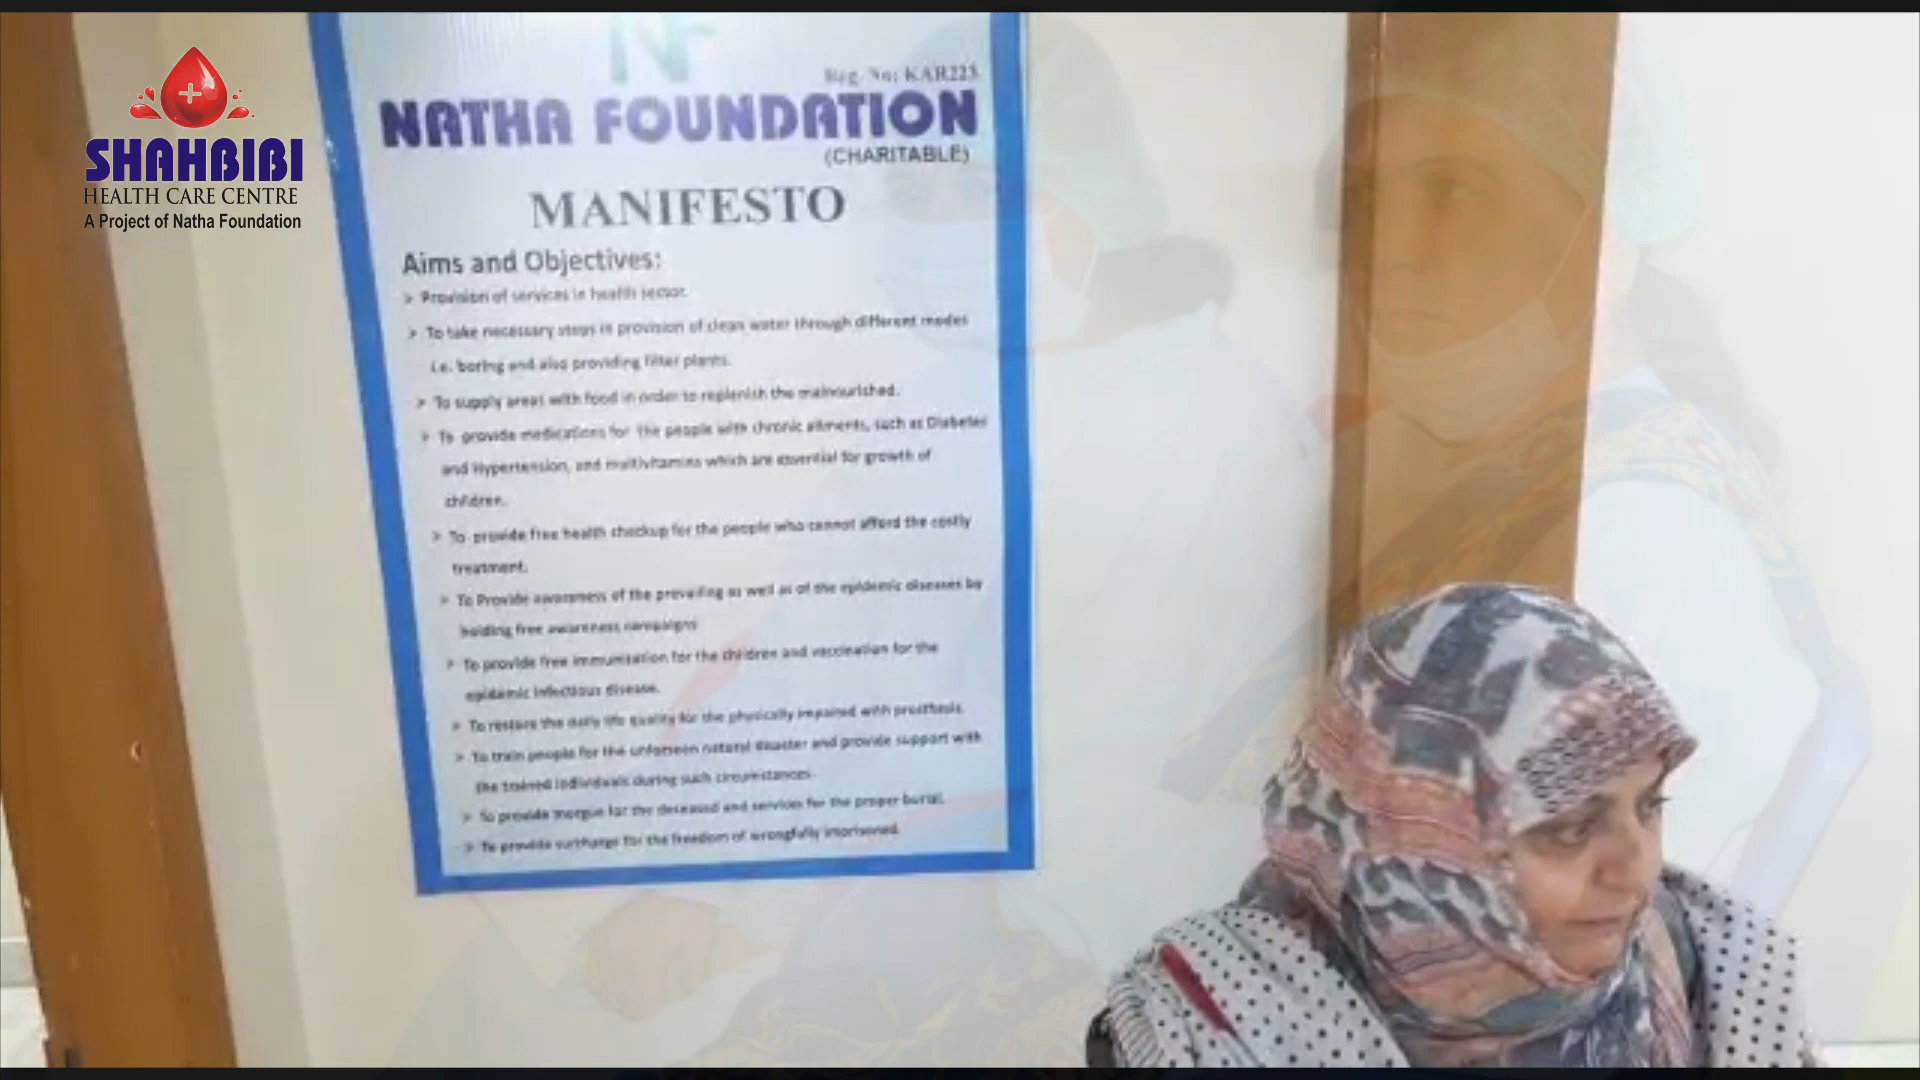 SHAHBIBI
HEALTH CARE CENTRE
A Project of Natha Foundation
NF
Reg. No: KAR223
NATHA FOUNDATION
(CHARITABLE)
MANIFESTO
Aims and Objectives:
➢ Provision of services in health sector.
➢ To take necessary steps in provision of clean water through different modes
i.e. boring and also providing filter plants.
➢ To supply areas with food in order to replenish the malnourished.
➢ To provide medications for the people with chronic ailments, such as Diabetes
and Hypertension, and multivitamins which are essential for growth of
children.
➢ To provide free health checkup for the people who cannot afford the costly
treatment.
➢ To Provide awareness of the prevailing as well as of the epidemic diseases by
holding free awareness campaigns
➢ To provide free immunization for the children and vaccination for the
epidemic infectious disease.
➢ To restore the daily life quality for the physically impaired with prosthesis.
➢ To train people for the unforseen natural disaster and provide support with
the trained individuals during such circumstances.
➢ To provide morgue for the deceased and services for the proper burial.
➢ To provide surcharge for the freedom of wrongfully imprisoned.